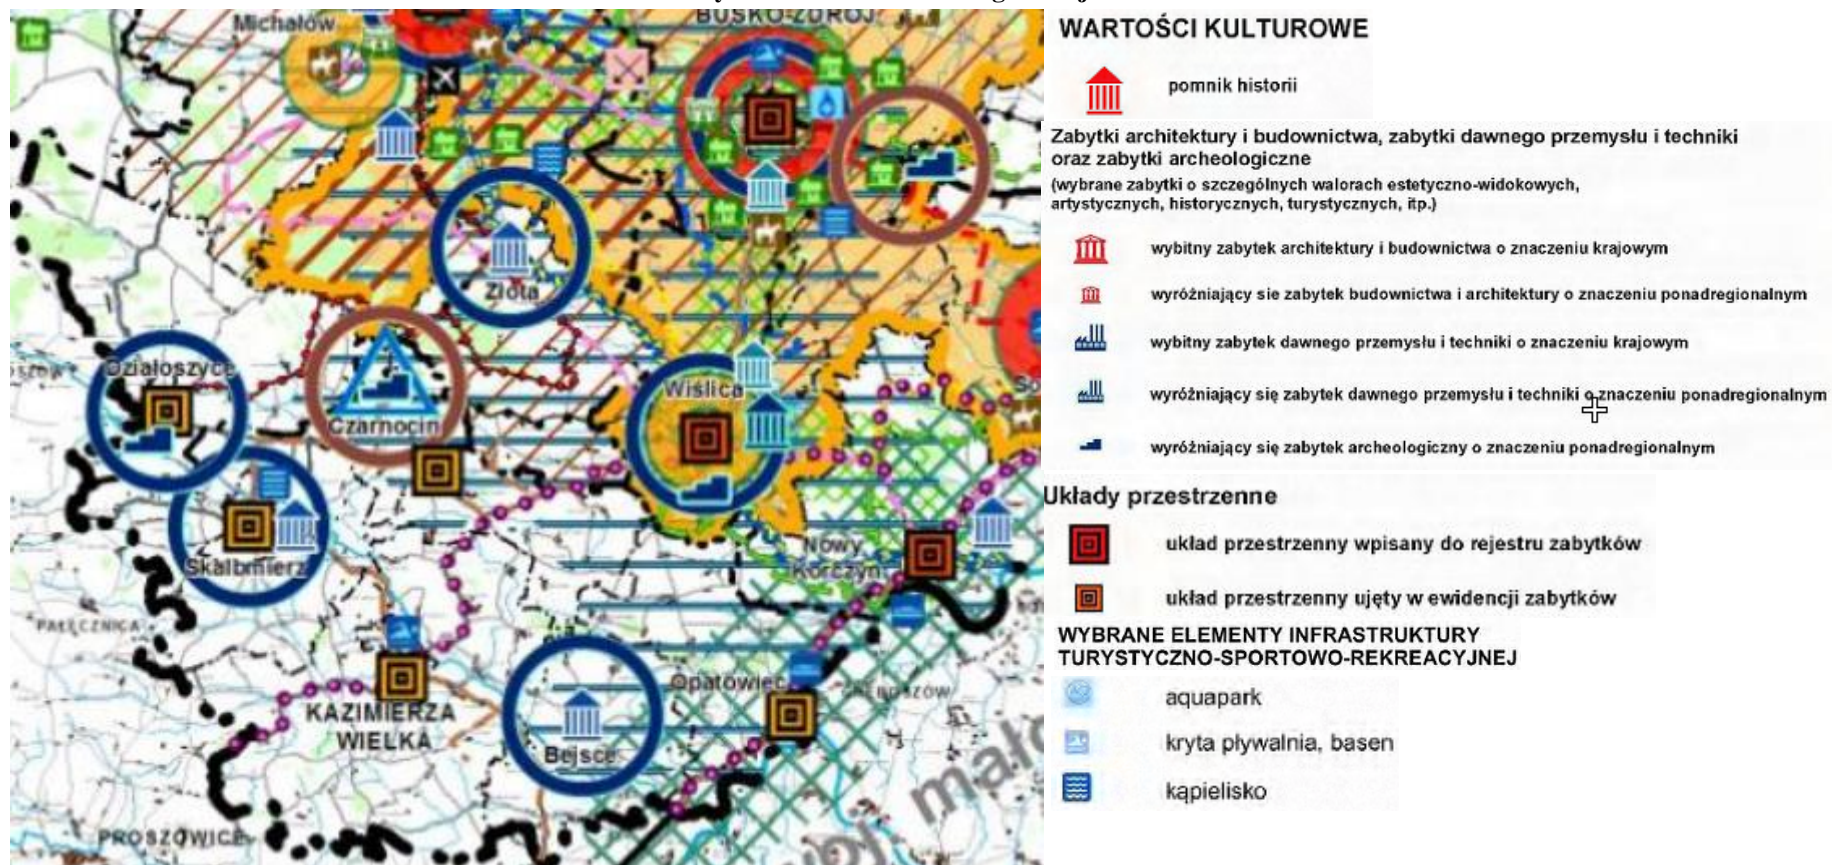 Michałów
BUSKO-ZDRÓJ
Złota
Działoszyce
Wiślica
Czarnocin
Nowy
Korczyn
Skalbmierz
PAŁECZNICA
Opatowiec
KAZIMIERZA
WIELKA
Bejsce
PROSZOWICE
WARTOŚCI KULTUROWE
pomnik historii
Zabytki architektury i budownictwa, zabytki dawnego przemysłu i techniki
oraz zabytki archeologiczne
(wybrane zabytki o szczególnych walorach estetyczno-widokowych,
artystycznych, historycznych, turystycznych, itp.)
wybitny zabytek architektury i budownictwa o znaczeniu krajowym
wyróżniający sie zabytek budownictwa i architektury o znaczeniu ponadregionalnym
wybitny zabytek dawnego przemysłu i techniki o znaczeniu krajowym
wyróżniający się zabytek dawnego przemysłu i techniki o znaczeniu ponadregionalnym
wyróżniający się zabytek archeologiczny o znaczeniu ponadregionalnym
Układy przestrzenne
układ przestrzenny wpisany do rejestru zabytków
układ przestrzenny ujęty w ewidencji zabytków
WYBRANE ELEMENTY INFRASTRUKTURY
TURYSTYCZNO-SPORTOWO-REKREACYJNEJ
aquapark
kryta pływalnia, basen
kąpielisko